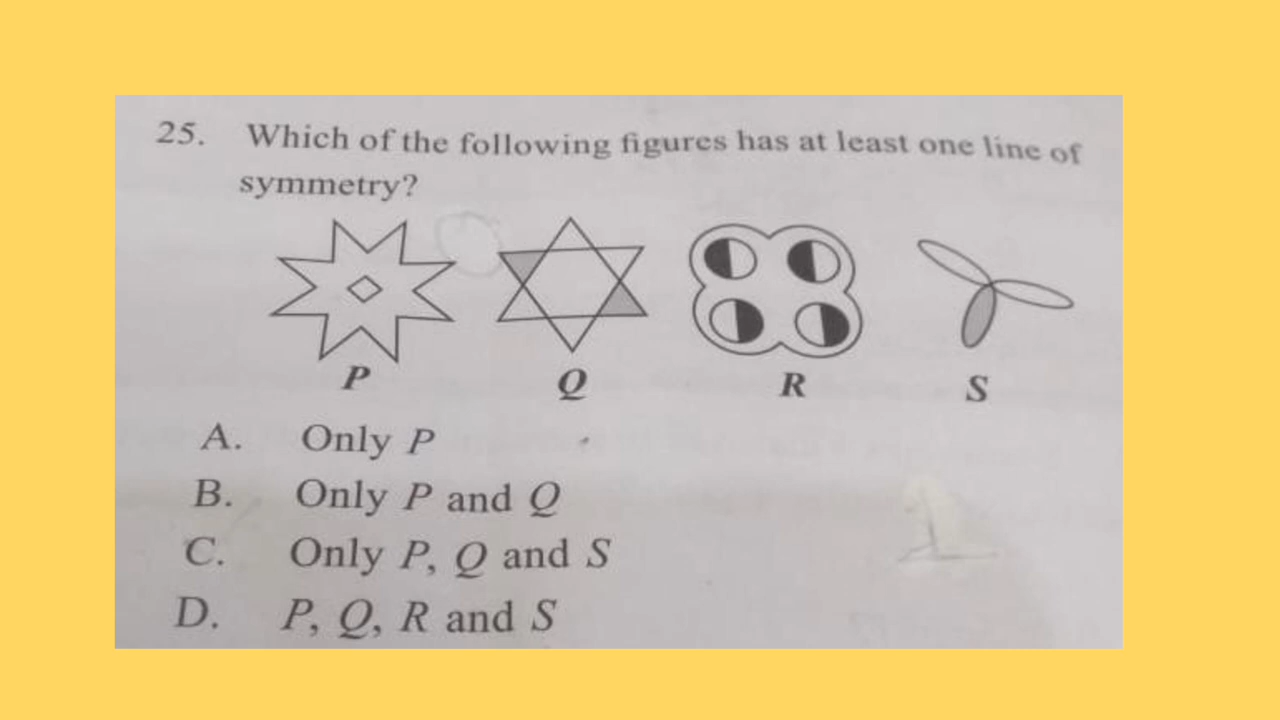 25. Which of the following figures has at least one line of
symmetry?
P Q R S
A. Only P
B. Only P and Q
C. Only P, Q and S
D. P, Q, R and S